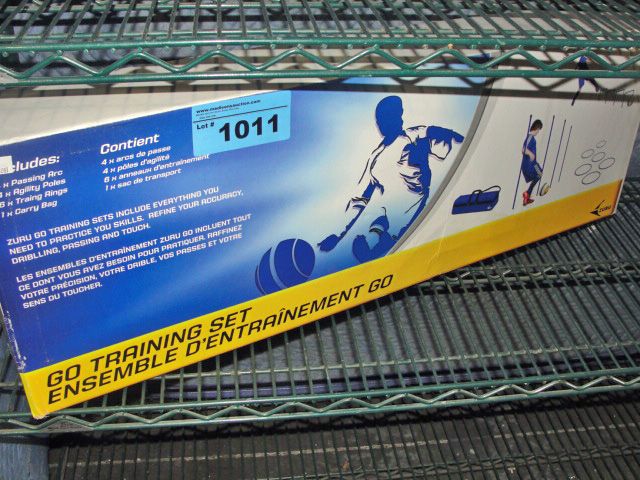 www.
Lot # 1011
ludes:
x Passing Arc
x Agility Poles
x Traing Rings
1 x Carry Bag
Contient
4 x arcs de passe
4 x pôles d'agilité
6 x anneaux d'entraînement
1 x sac de transport
ZURU GO TRAINING SETS INCLUDE EVERYTHING YOU
NEED TO PRACTICE YOU SKILLS. REFINE YOUR ACCURACY,
DRIBLLING, PASSING AND TOUCH.
LES ENSEMBLES D'ENTRAÎNEMENT ZURU GO INCLUENT TOUT
CE DONT VOUS AVEZ BESOIN POUR PRATIQUER. RAFFINEZ
VOTRE PRÉCISION, VOTRE DRIBLE, VOS PASSES ET VOTRE
SENS DU TOUCHER.
GO TRAINING SET
ENSEMBLE D'ENTRAÎNEMENT GO